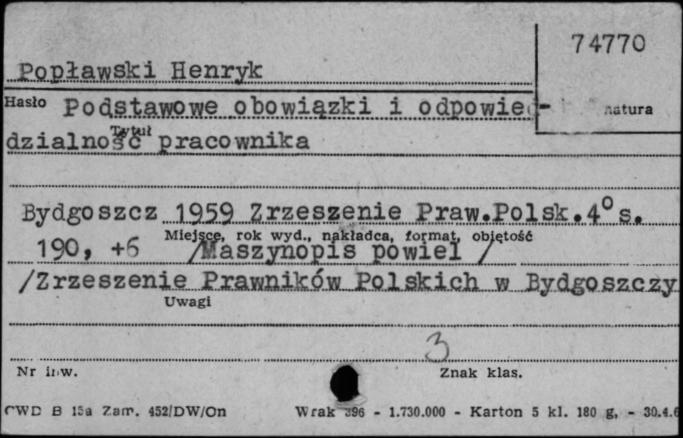 74770
Popławski Henryk
Hasło Podstawowe obowiązki i odpowie-
natura
Tytuł
dzialność pracownika
Bydgoszcz 1959 Zrzeszenie Praw.Polsk.4° s.
Miejsce, rok wyd., nakładca, format, objętość
190, +6 /Maszynopis powiel /
/Zrzeszenie Prawników Polskich w Bydgoszczy
Uwagi
3
Nr inw. Znak klas.
CWD B 15a Zam. 452/DW/On Wrak 396 - 1.730.000 - Karton 5 kl. 180 g, - 30.4.6